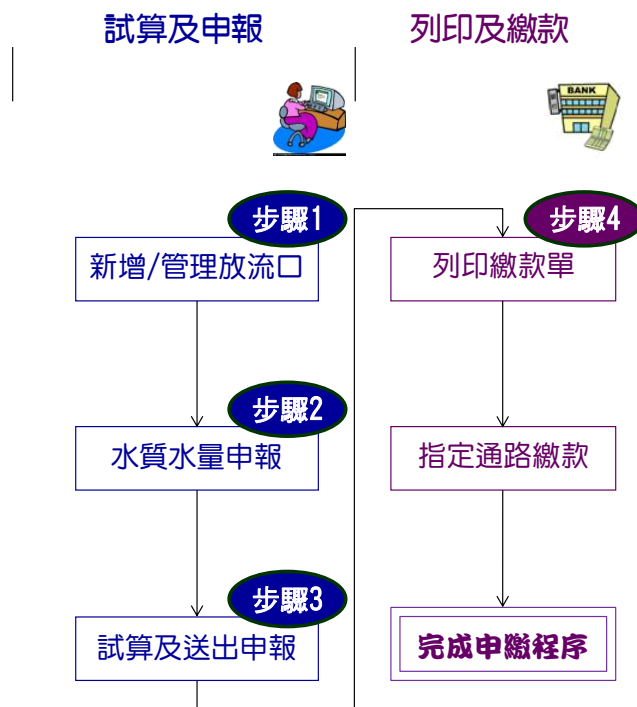 試算及申報
列印及繳款
BANK
步驟1
新增/管理放流口
步驟2
水質水量申報
步驟3
試算及送出申報
步驟4
列印繳款單
指定通路繳款
完成申繳程序